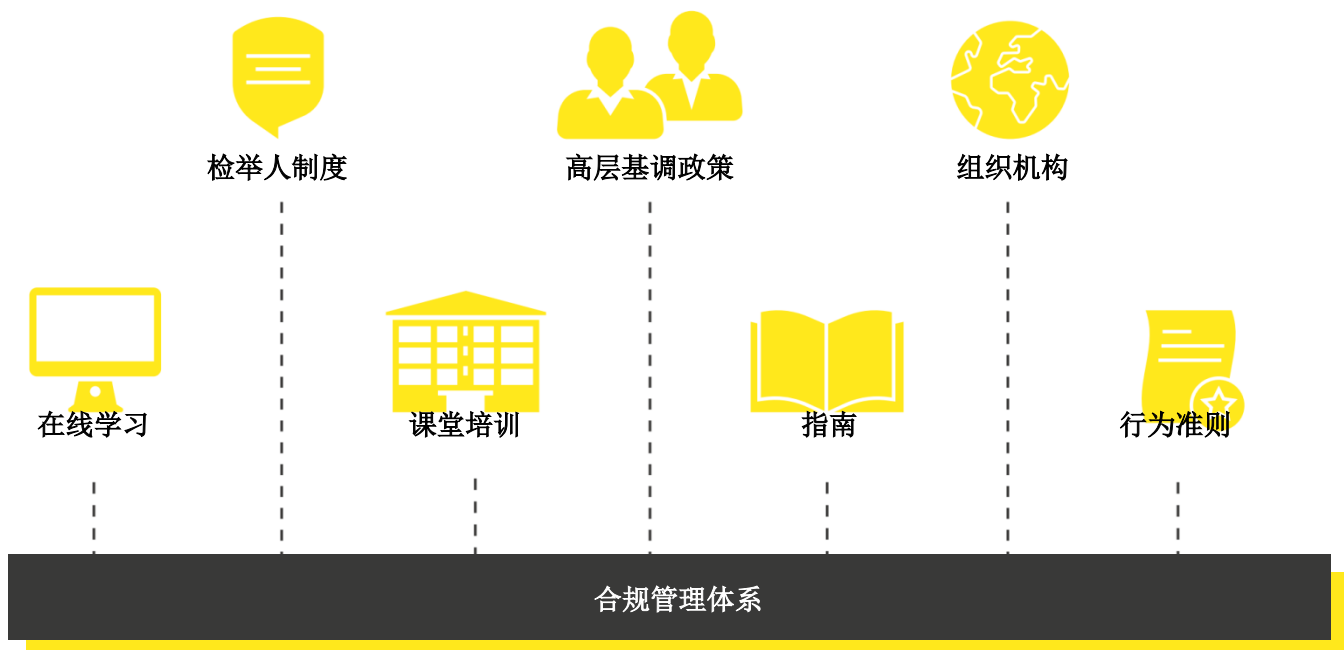 检举人制度
高层基调政策
组织机构
在线学习
课堂培训
指南
行为准则
合规管理体系